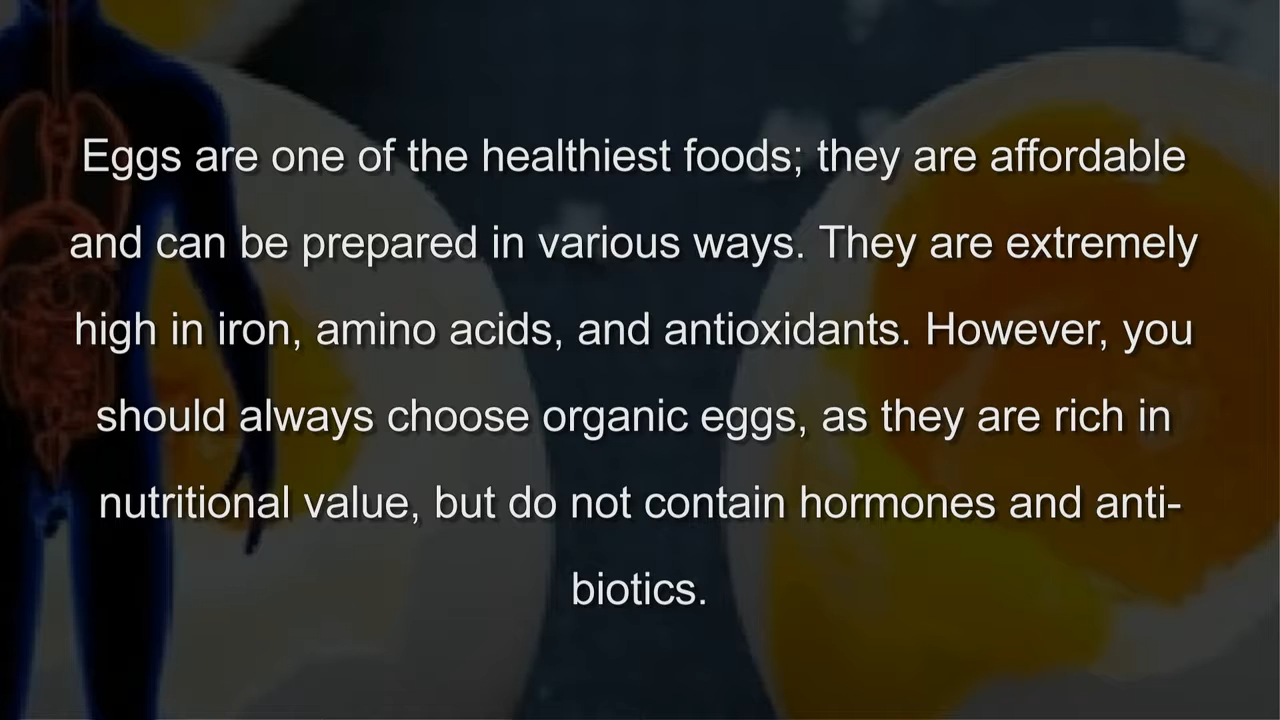 Eggs are one of the healthiest foods; they are affordable
and can be prepared in various ways. They are extremely
high in iron, amino acids, and antioxidants. However, you
should always choose organic eggs, as they are rich in
nutritional value, but do not contain hormones and anti-
biotics.